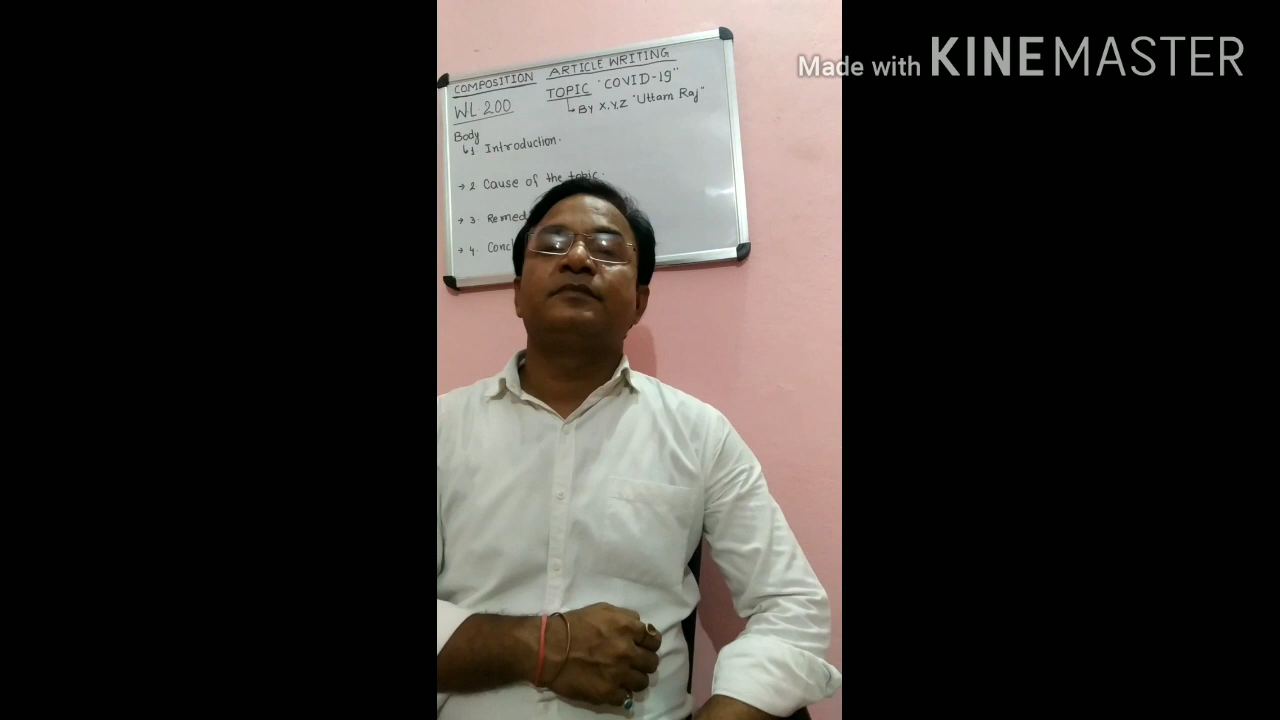 Made with KINEMASTER
COMPOSITION ARTICLE WRITING
WL·200 TOPIC "COVID-19"
BY X.Y.Z "Uttam Raj"
Body
1 Introduction.
→ 2 Cause of the topic.
→ 3. Remed
→ 4. Concl